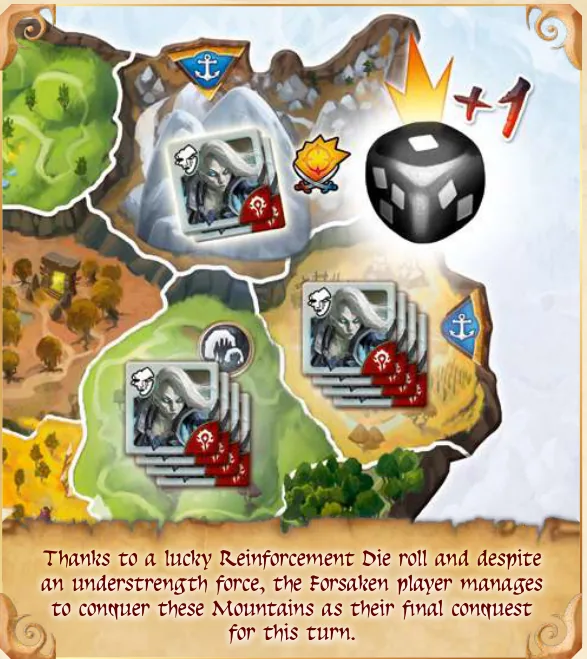 +1
Thanks to a lucky Reinforcement Die roll and despite
an understrength force, the Forsaken player manages
to conquer these Mountains as their final conquest
for this turn.